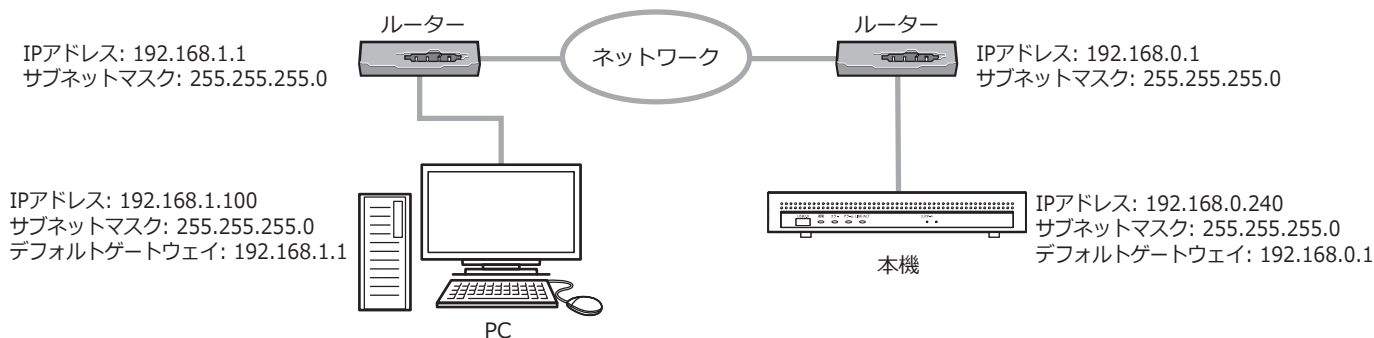 ルーター
IPアドレス: 192.168.1.1
サブネットマスク: 255.255.255.0
ネットワーク
ルーター
IPアドレス: 192.168.0.1
サブネットマスク: 255.255.255.0
IPアドレス: 192.168.1.100
サブネットマスク: 255.255.255.0
デフォルトゲートウェイ: 192.168.1.1
PC
本機
IPアドレス: 192.168.0.240
サブネットマスク: 255.255.255.0
デフォルトゲートウェイ: 192.168.0.1